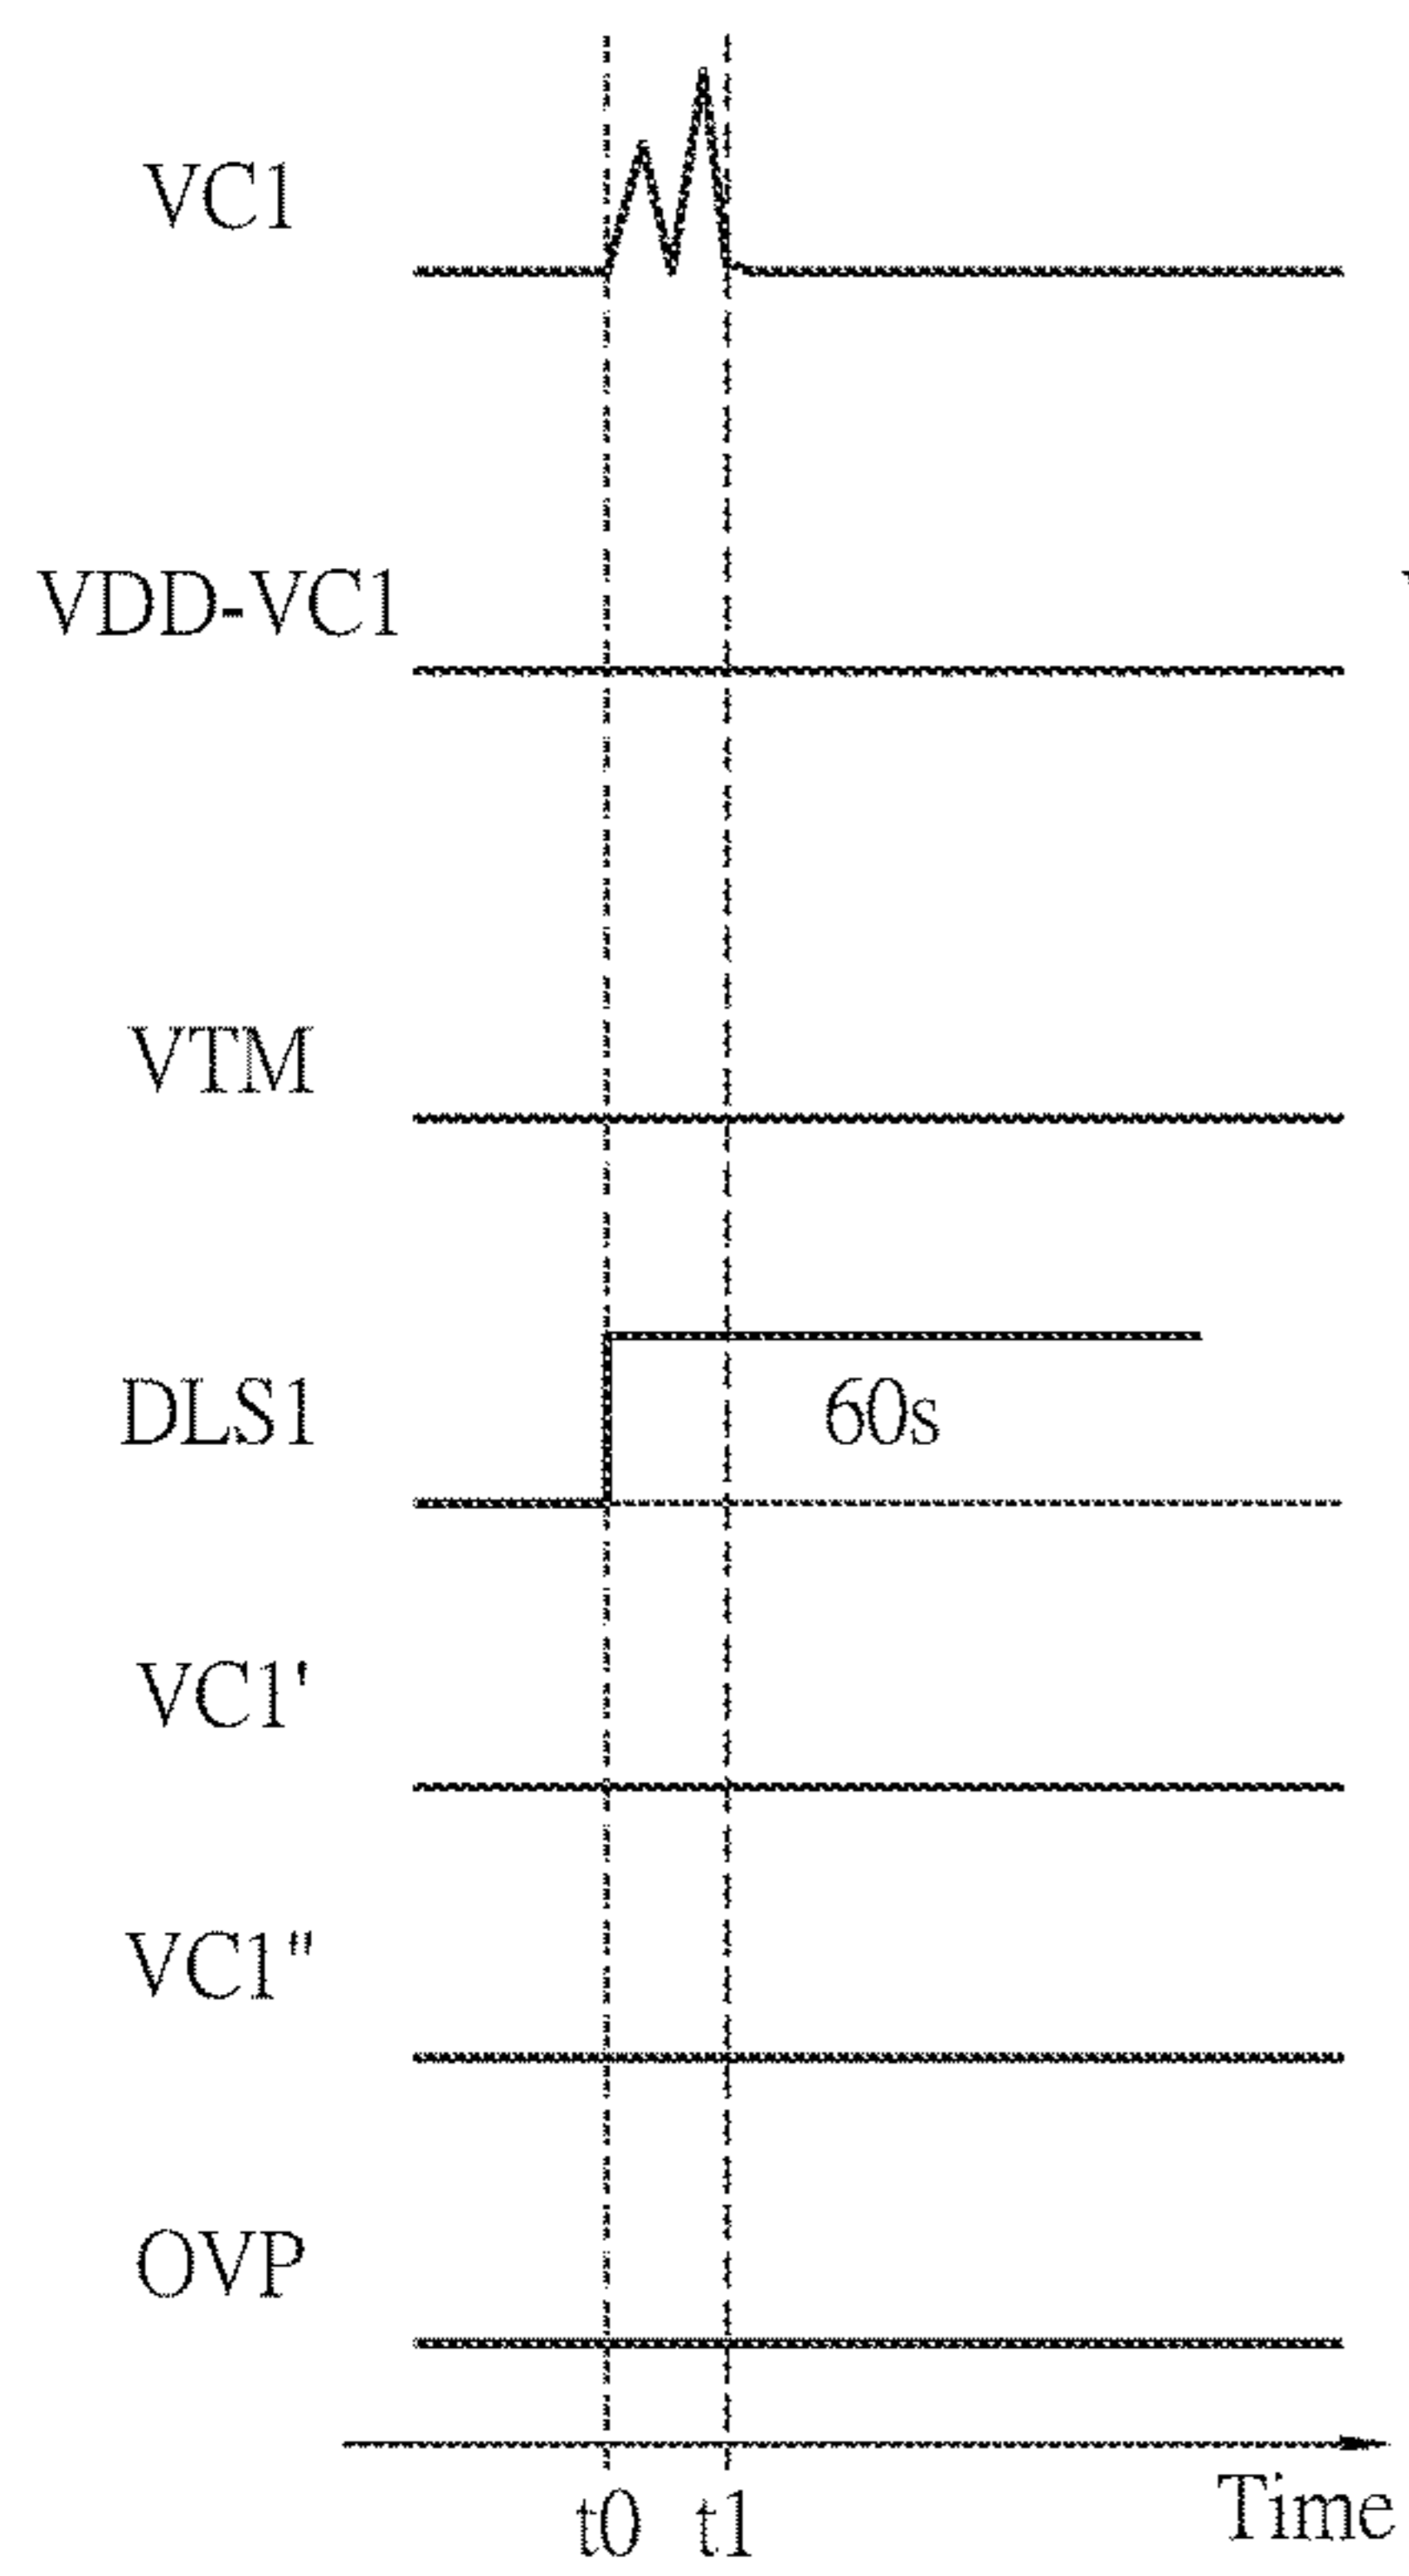 VC1
VDD-VC1
VTM
DLS1
60s
VC1'
VC1"
OVP
t0 t1 Time